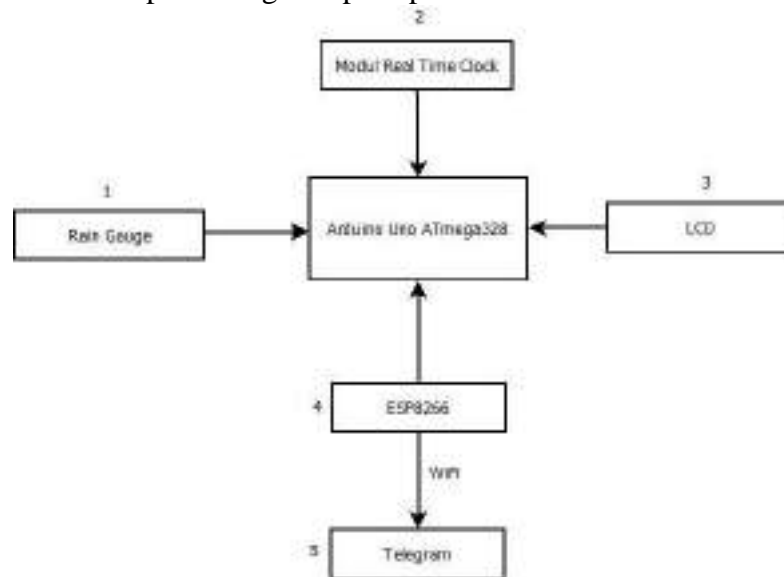 2
Modul Real Time Clock
1
3
Rain Gauge
Arduino Uno ATmega328
LCD
4
ESP8266
Wifi
5
Telegram